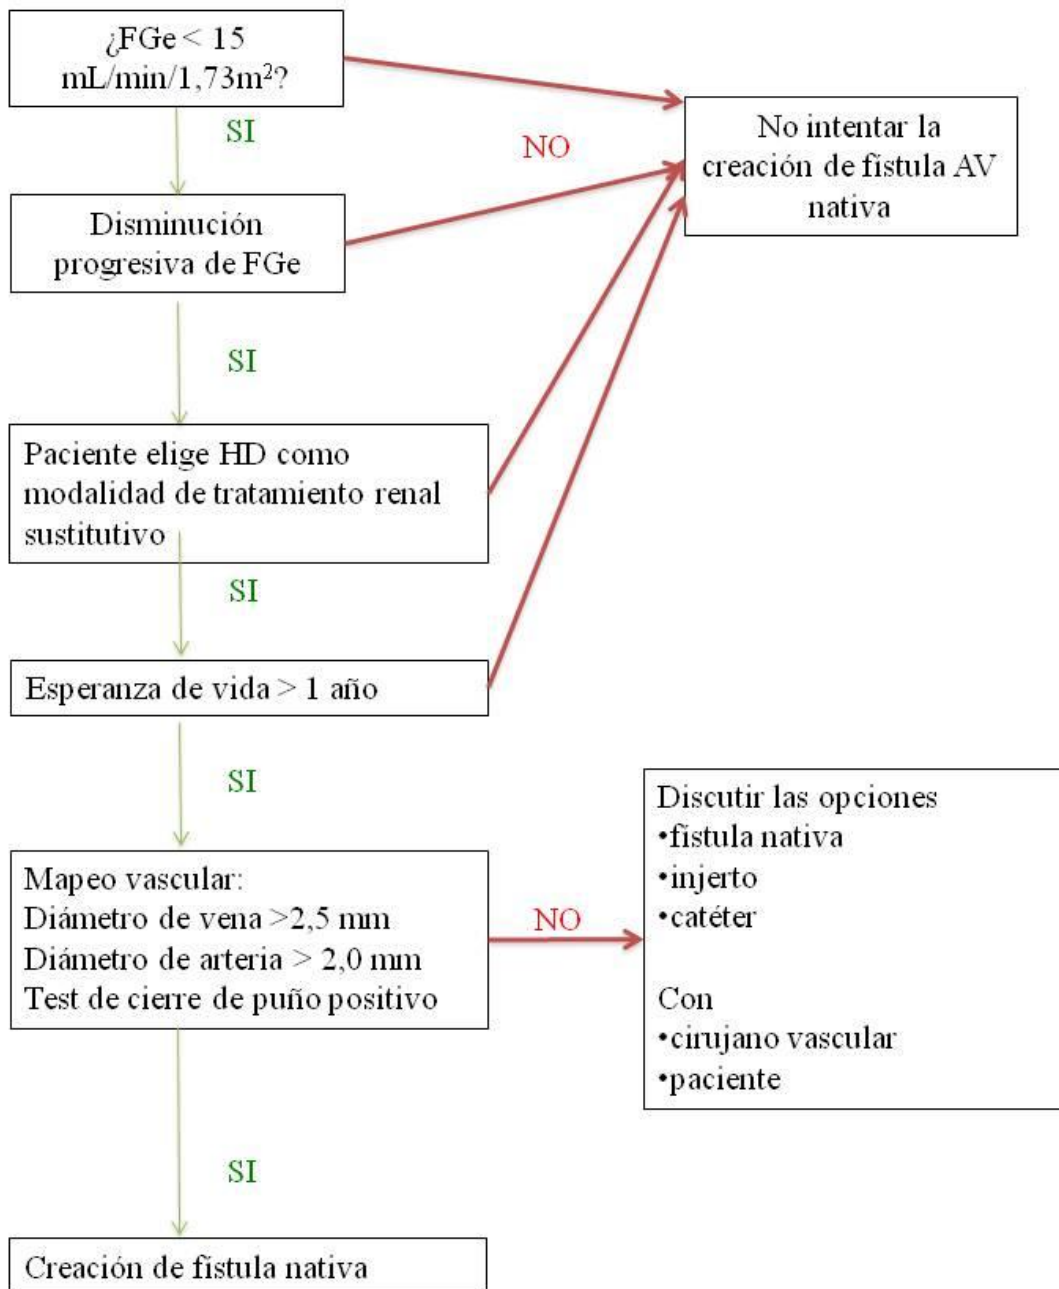 ¿FGe < 15
mL/min/1,73m²?
SI
NO
No intentar la
creación de fístula AV
nativa
Disminución
progresiva de FGe
SI
Paciente elige HD como
modalidad de tratamiento renal
sustitutivo
SI
Esperanza de vida > 1 año
SI
Mapeo vascular:
Diámetro de vena >2,5 mm
Diámetro de arteria > 2,0 mm
Test de cierre de puño positivo
NO
Discutir las opciones
•fístula nativa
•injerto
•catéter
Con
•cirujano vascular
•paciente
SI
Creación de fístula nativa